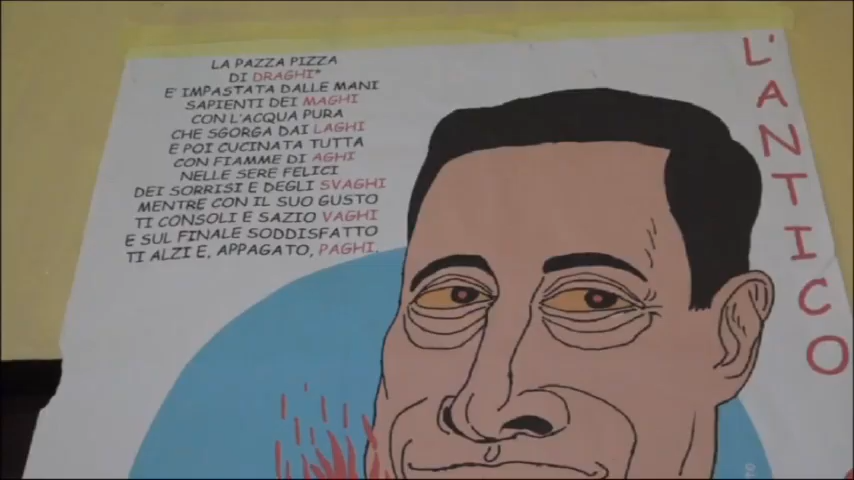 LA PAZZA PIZZA
DI DRAGHI*
E' IMPASTATA DALLE MANI
SAPIENTI DEI MAGHI
CON L'ACQUA PURA
CHE SGORGA DAI LAGHI
E POI CUCINATA TUTTA
CON FIAMME DI AGHI
NELLE SERE FELICI
DEI SORRISI E DEGLI SVAGHI
MENTRE CON IL SUO GUSTO
TI CONSOLI E SAZIO VAGHI
E SUL FINALE SODDISFATTO
TI ALZI E, APPAGATO, PAGHI.
L'ANTICO